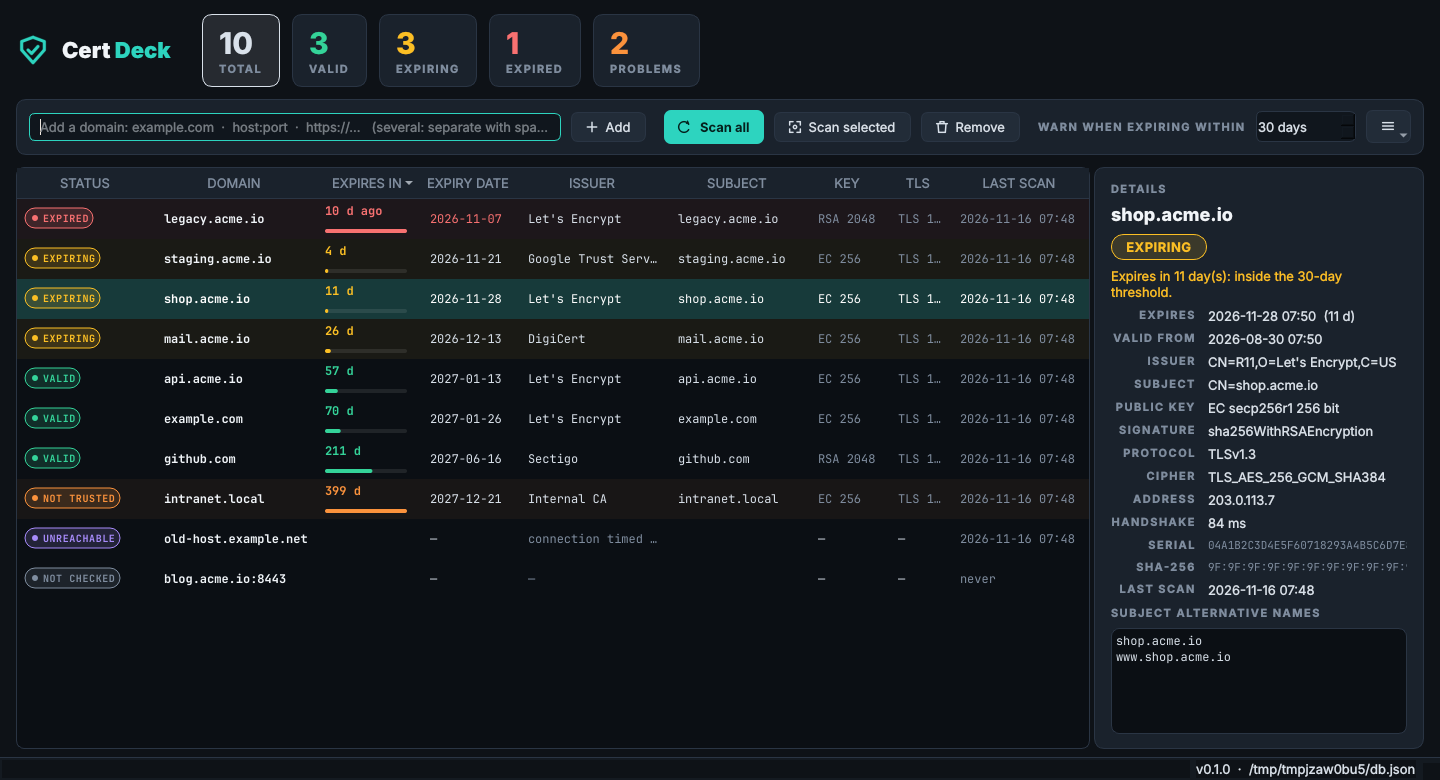 Cert Deck
10
TOTAL
3
VALID
3
EXPIRING
1
EXPIRED
2
PROBLEMS
Add a domain: example.com · host:port · https://... (several: separate with spa...
+ Add
Scan all
Scan selected
Remove
WARN WHEN EXPIRING WITHIN
30 days
STATUS DOMAIN EXPIRES IN EXPIRY DATE ISSUER SUBJECT KEY TLS LAST SCAN
EXPIRED legacy.acme.io 10 d ago 2026-11-07 Let's Encrypt legacy.acme.io RSA 2048 TLS 1… 2026-11-16 07:48
EXPIRING staging.acme.io 4 d 2026-11-21 Google Trust Serv… staging.acme.io EC 256 TLS 1… 2026-11-16 07:48
EXPIRING shop.acme.io 11 d 2026-11-28 Let's Encrypt shop.acme.io EC 256 TLS 1… 2026-11-16 07:48
EXPIRING mail.acme.io 26 d 2026-12-13 DigiCert mail.acme.io EC 256 TLS 1… 2026-11-16 07:48
VALID api.acme.io 57 d 2027-01-13 Let's Encrypt api.acme.io EC 256 TLS 1… 2026-11-16 07:48
VALID example.com 70 d 2027-01-26 Let's Encrypt example.com EC 256 TLS 1… 2026-11-16 07:48
VALID github.com 211 d 2027-06-16 Sectigo github.com RSA 2048 TLS 1… 2026-11-16 07:48
NOT TRUSTED intranet.local 399 d 2027-12-21 Internal CA intranet.local EC 256 TLS 1… 2026-11-16 07:48
UNREACHABLE old-host.example.net — connection timed … — — 2026-11-16 07:48
NOT CHECKED blog.acme.io:8443 — — — — never
DETAILS
shop.acme.io
EXPIRING
Expires in 11 day(s): inside the 30-day
threshold.
EXPIRES 2026-11-28 07:50 (11 d)
VALID FROM 2026-08-30 07:50
ISSUER CN=R11,O=Let's Encrypt,C=US
SUBJECT CN=shop.acme.io
PUBLIC KEY EC secp256r1 256 bit
SIGNATURE sha256WithRSAEncryption
PROTOCOL TLSv1.3
CIPHER TLS_AES_256_GCM_SHA384
ADDRESS 203.0.113.7
HANDSHAKE 84 ms
SERIAL 04A1B2C3D4E5F60718293A4B5C6D7E
SHA-256 9F:9F:9F:9F:9F:9F:9F:9F:9F:9F:
LAST SCAN 2026-11-16 07:48
SUBJECT ALTERNATIVE NAMES
shop.acme.io
www.shop.acme.io
v0.1.0 · /tmp/tmpjzaw0bu5/db.json